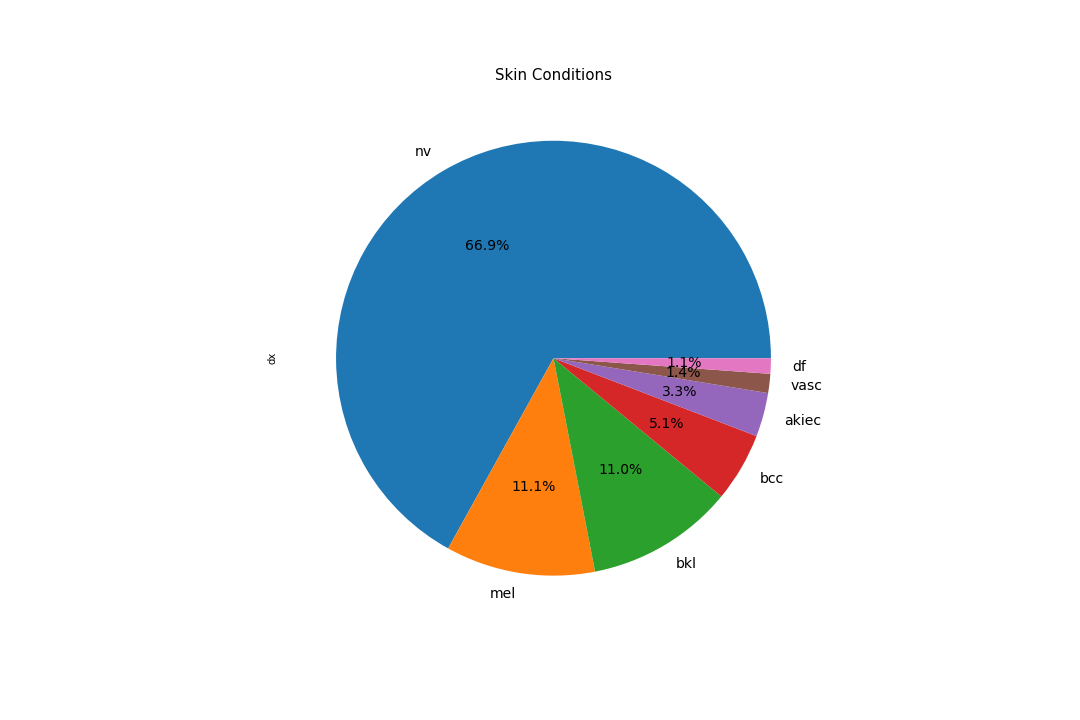 Skin Conditions
nv
66.9%
dx
1.1%
df
1.4%
vasc
3.3%
akiec
5.1%
bcc
11.0%
11.1%
bkl
mel